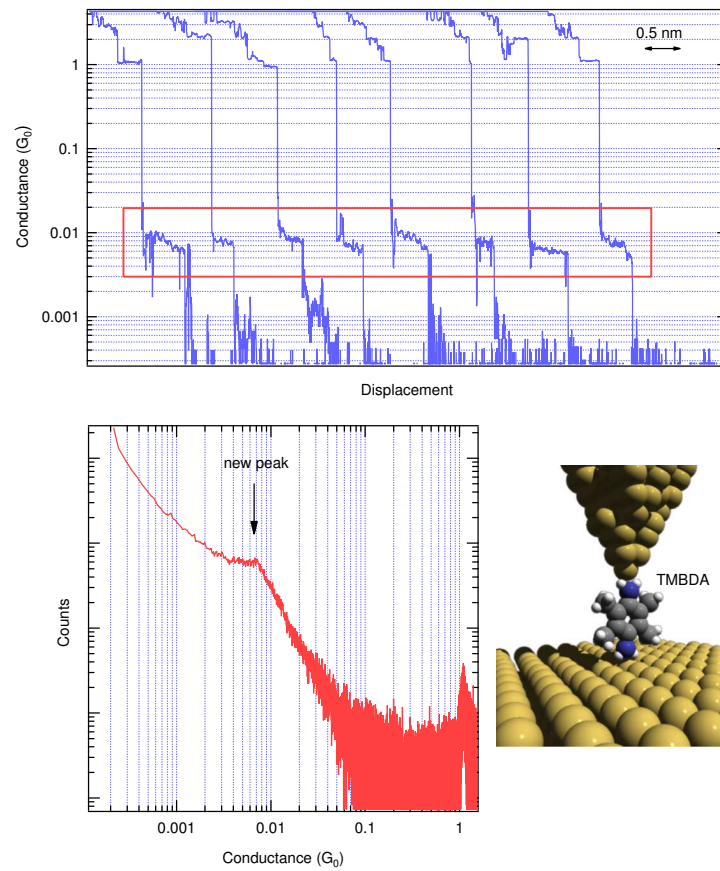 0.5 nm
1
0.1
0.01
0.001
Conductance (G₀)
Displacement
new peak
TMBDA
Counts
0.001
0.01
0.1
1
Conductance (G₀)